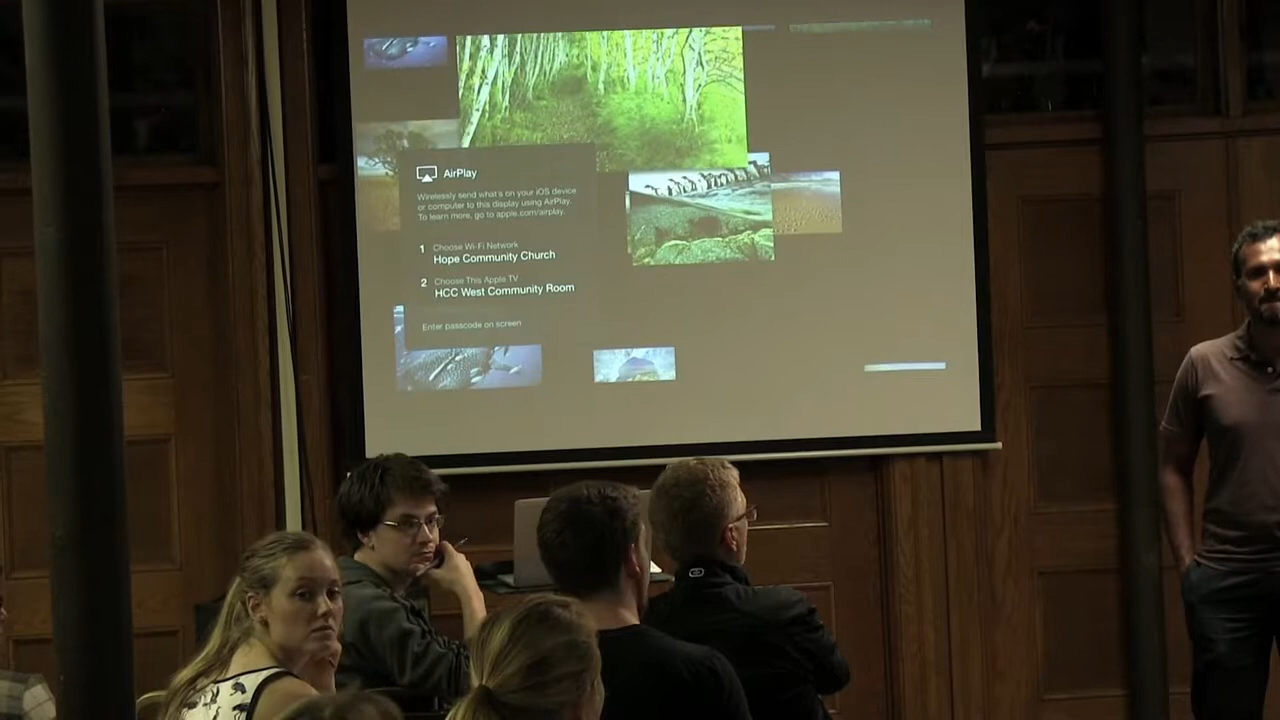 AirPlay
Wirelessly send what's on your iOS device
or computer to this display using AirPlay.
To learn more, go to apple.com/airplay.
1 Choose Wi-Fi Network
Hope Community Church
2 Choose This Apple TV
HCC West Community Room
Enter passcode on screen